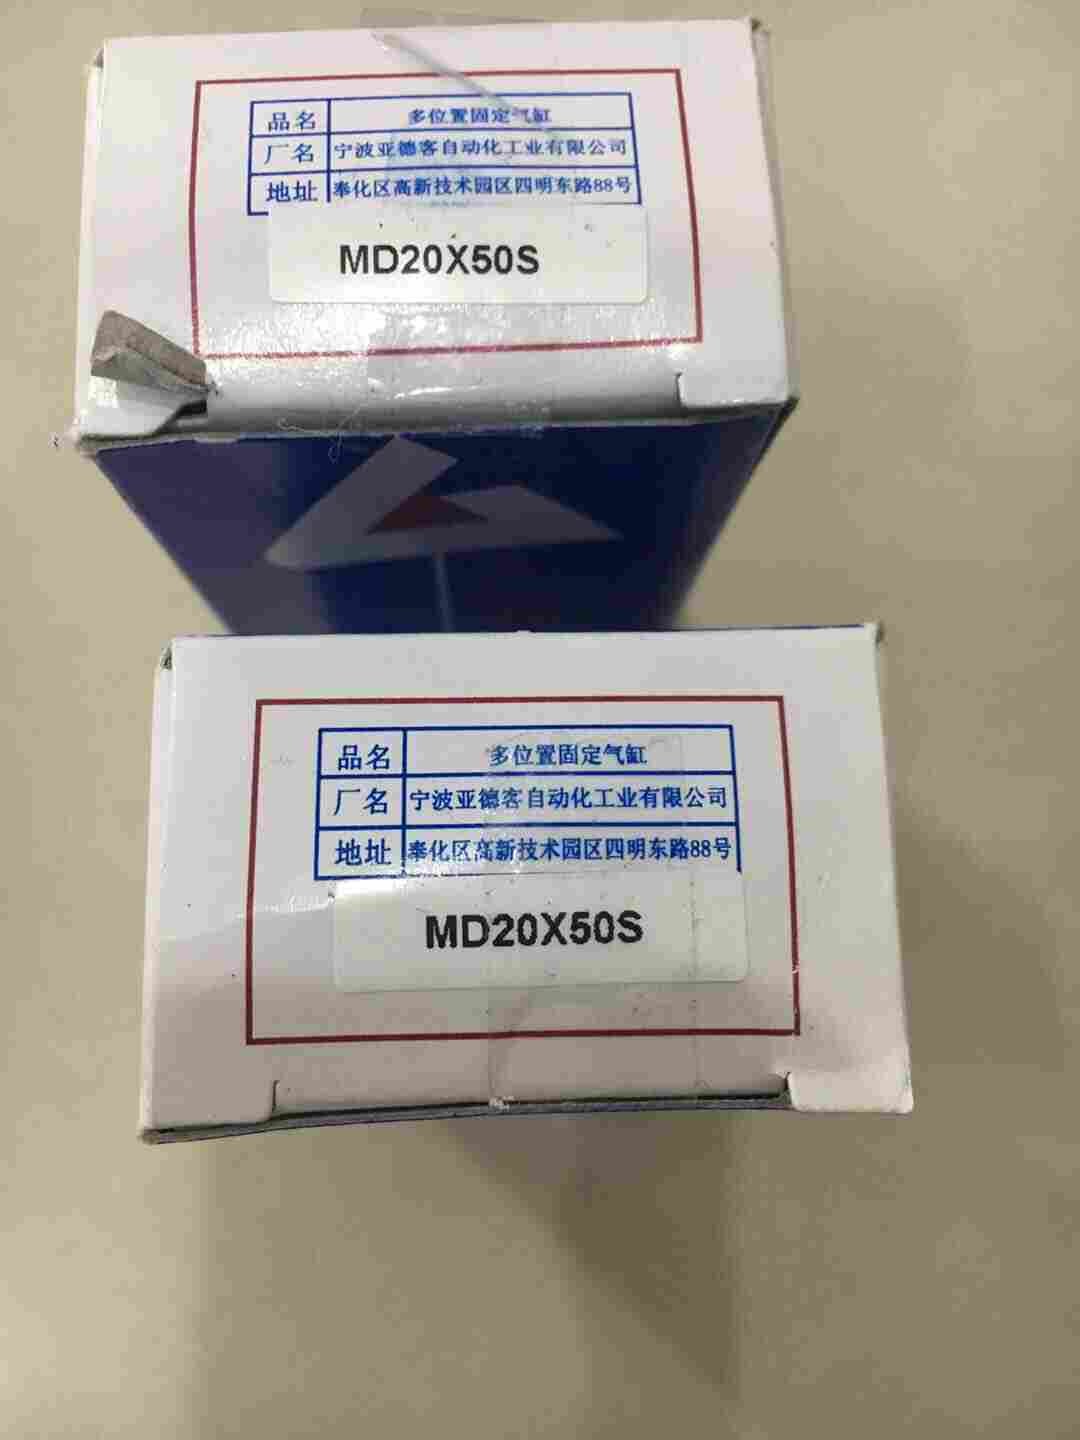 品名 多位置固定气缸
厂名 宁波亚德客自动化工业有限公司
地址 奉化区高新技术园区四明东路88号
MD20X50S
品名 多位置固定气缸
厂名 宁波亚德客自动化工业有限公司
地址 奉化区高新技术园区四明东路88号
MD20X50S